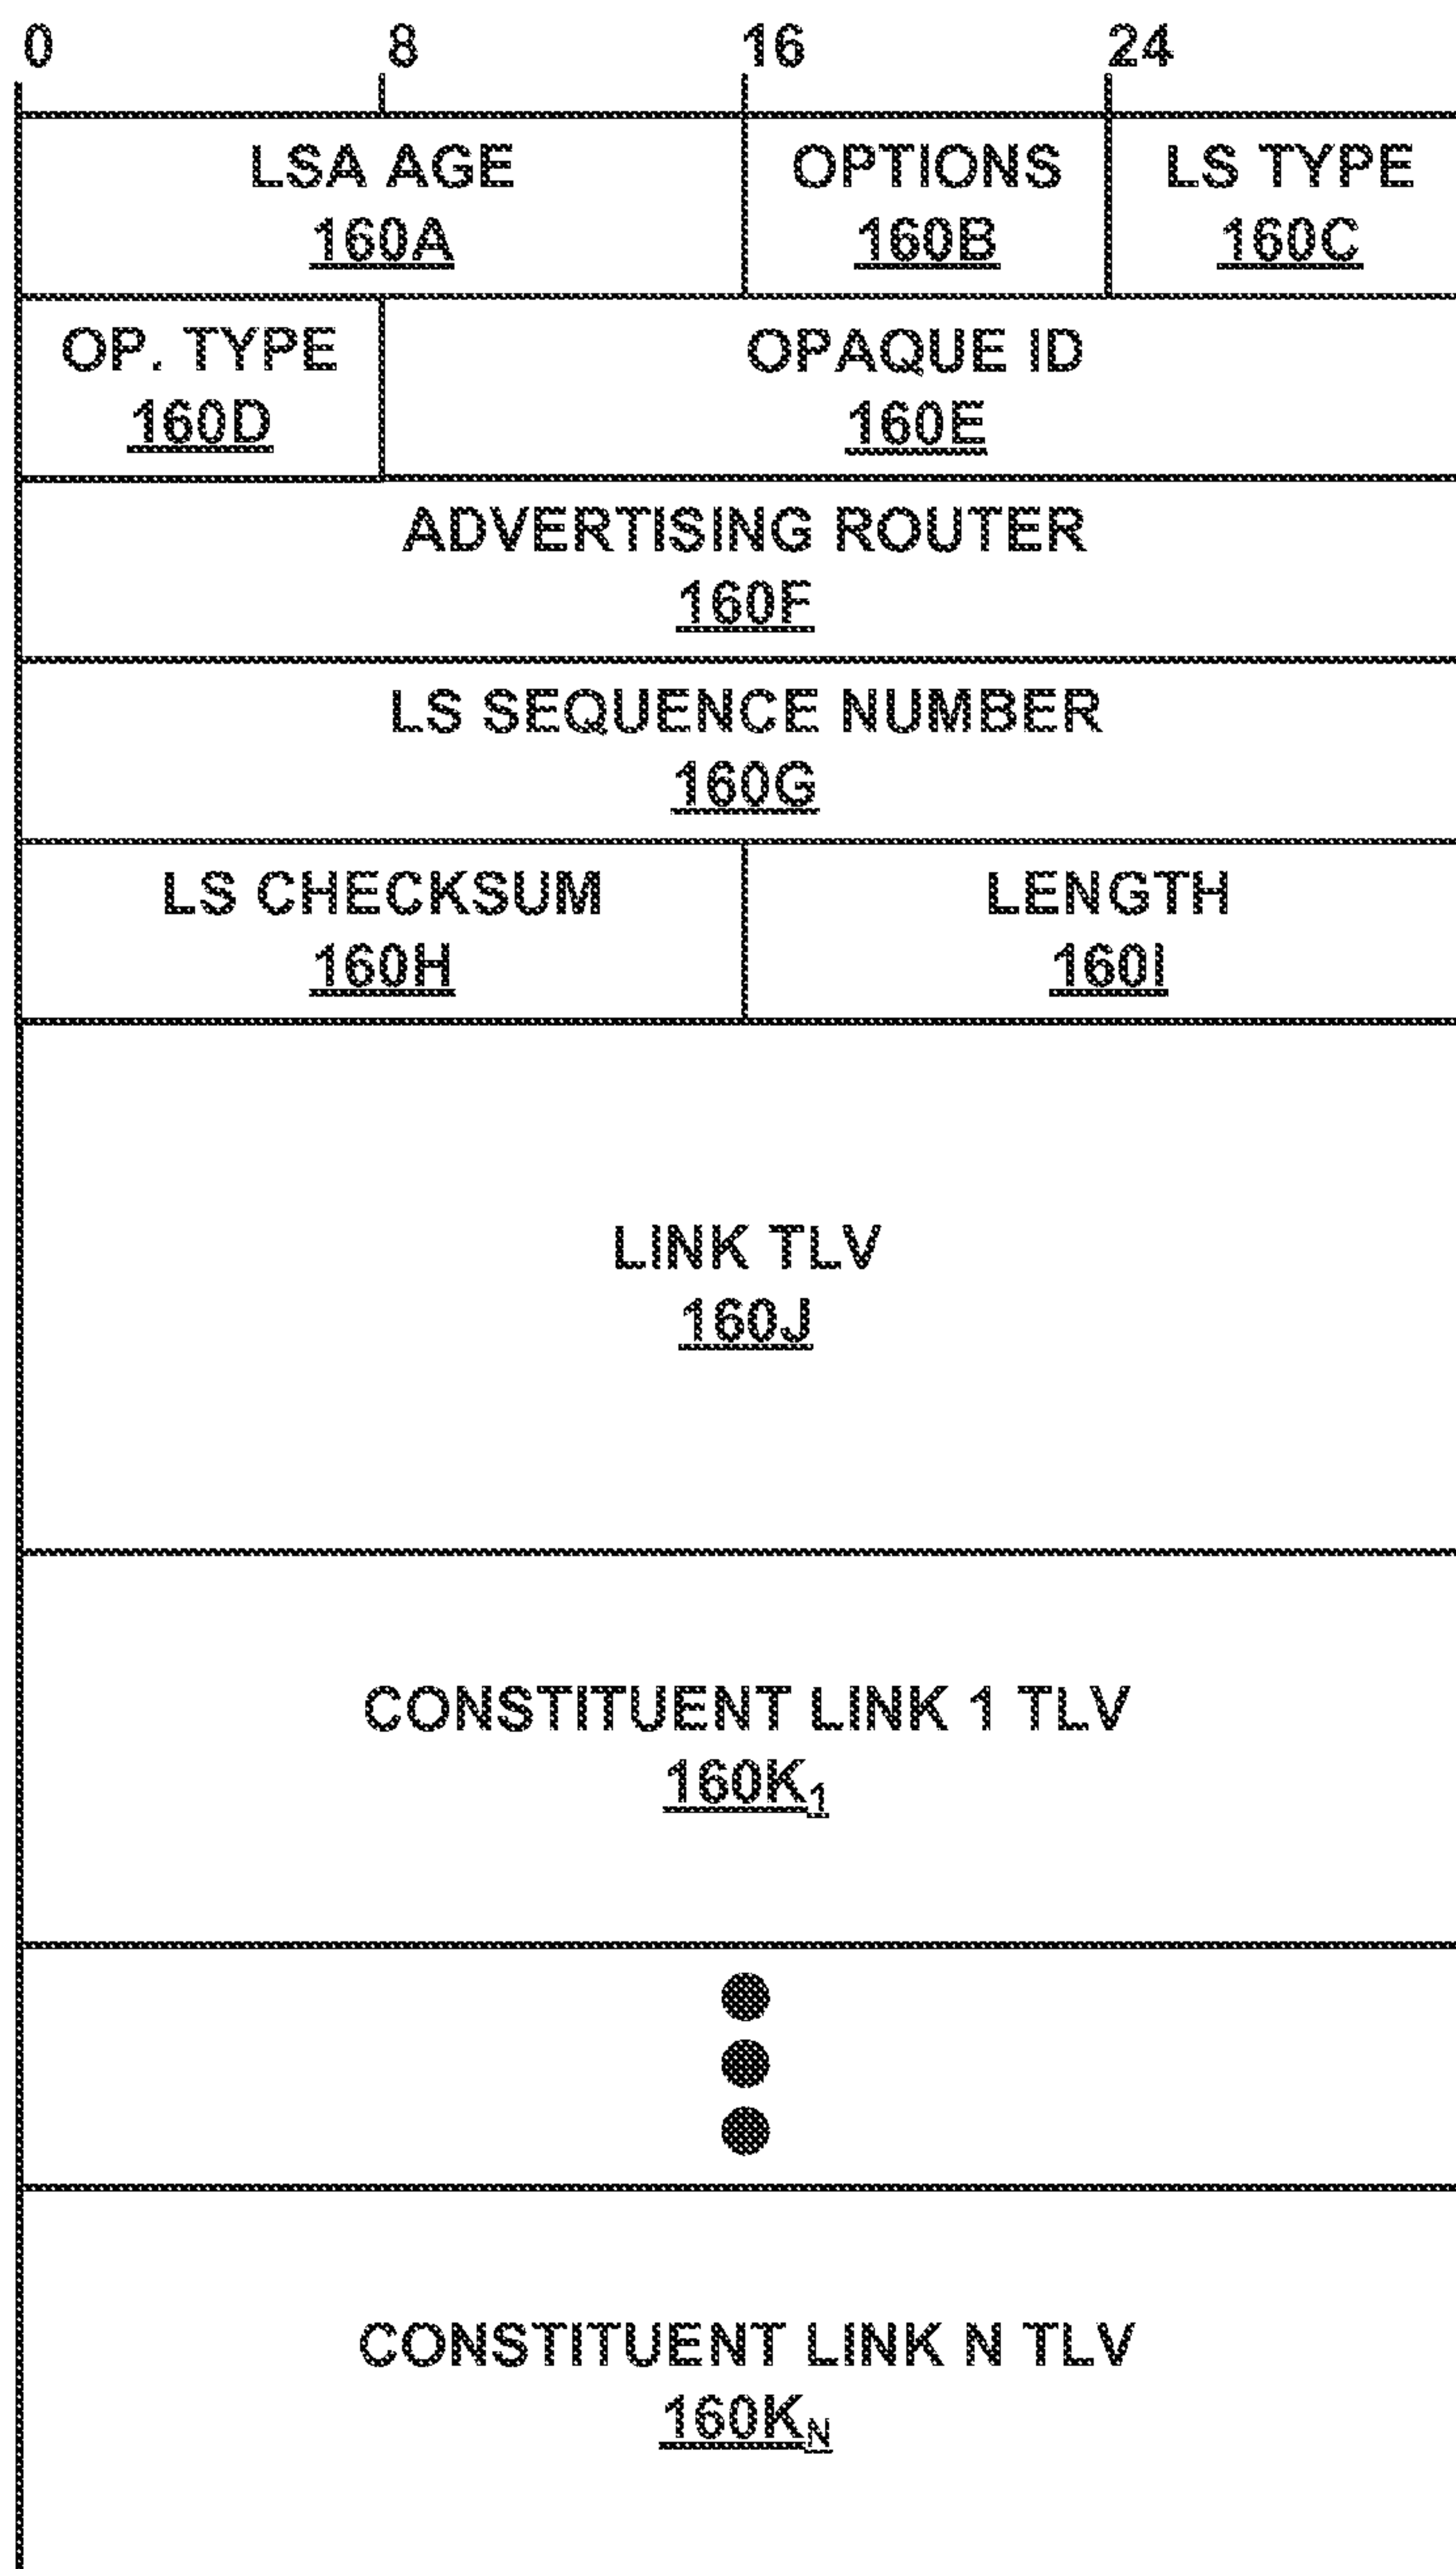 0 8 16 24
LSA AGE OPTIONS LS TYPE
160A 160B 160C
OP. TYPE OPAQUE ID
160D 160E
ADVERTISING ROUTER
160F
LS SEQUENCE NUMBER
160G
LS CHECKSUM LENGTH
160H 160I
LINK TLV
160J
CONSTITUENT LINK 1 TLV
160K1
CONSTITUENT LINK N TLV
160KN